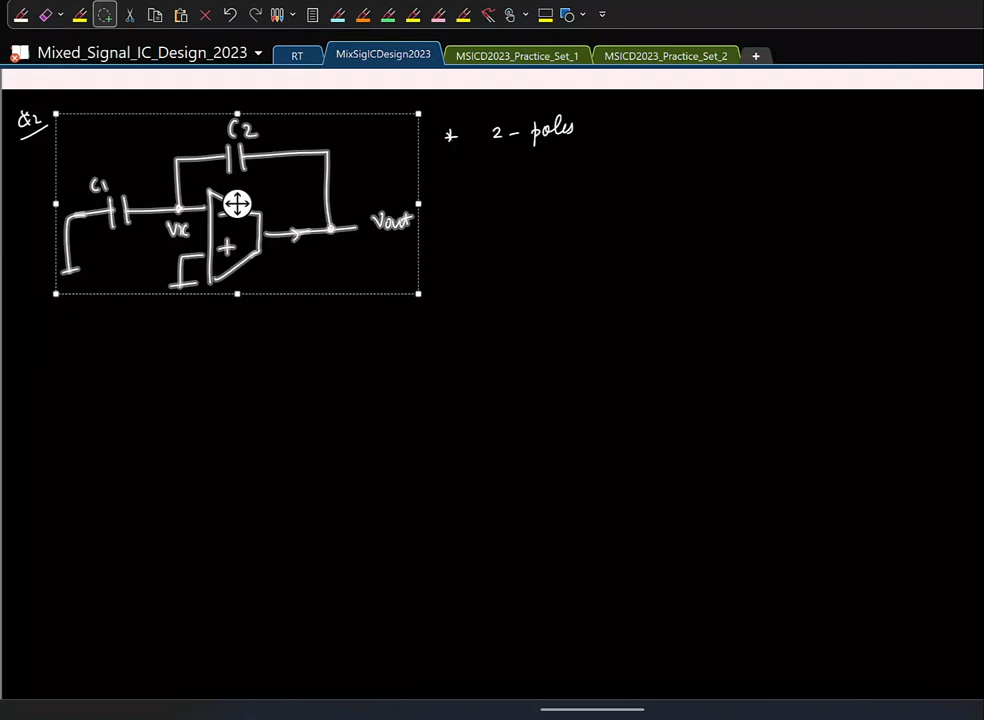 Mixed_Signal_IC_Design_2023
RT
MixSigICDesign2023
MSICD2023_Practice_Set_1
MSICD2023_Practice_Set_2
Q2
* 2 - poles
C2
C1
Vx
+
Vout